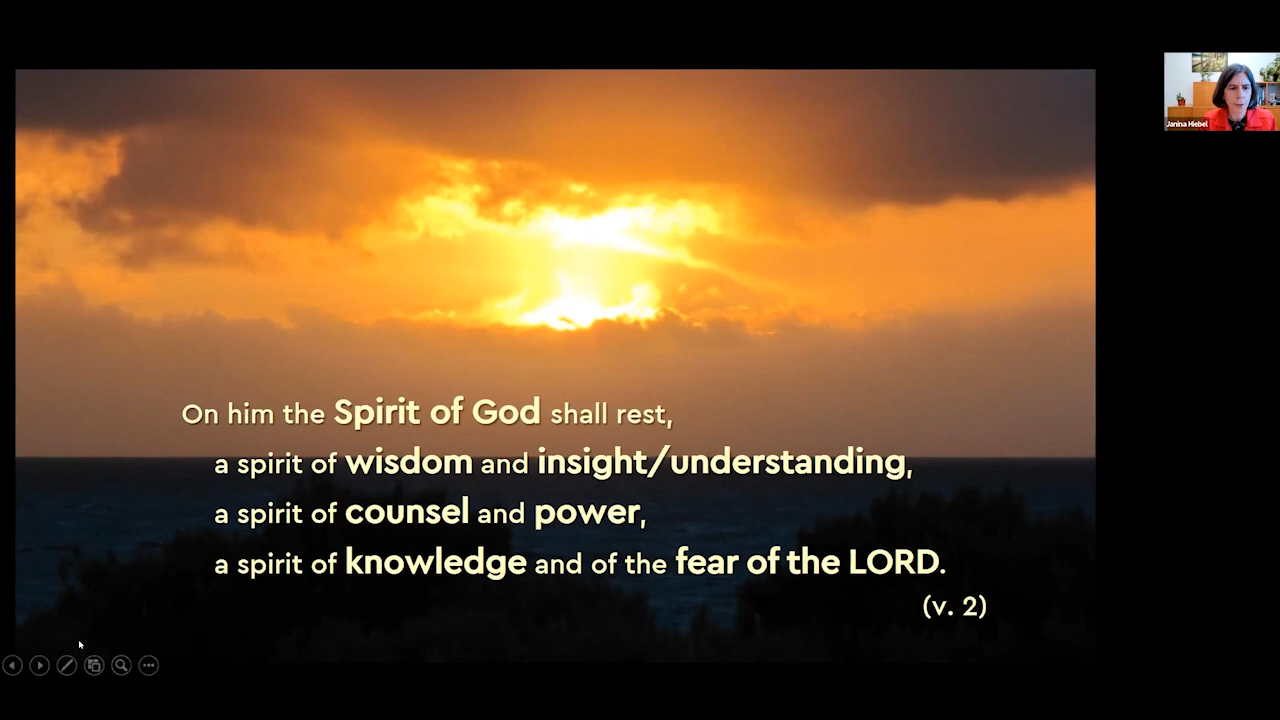 On him the Spirit of God shall rest,
a spirit of wisdom and insight/understanding,
a spirit of counsel and power,
a spirit of knowledge and of the fear of the LORD.
(v. 2)
Janina Hiebel